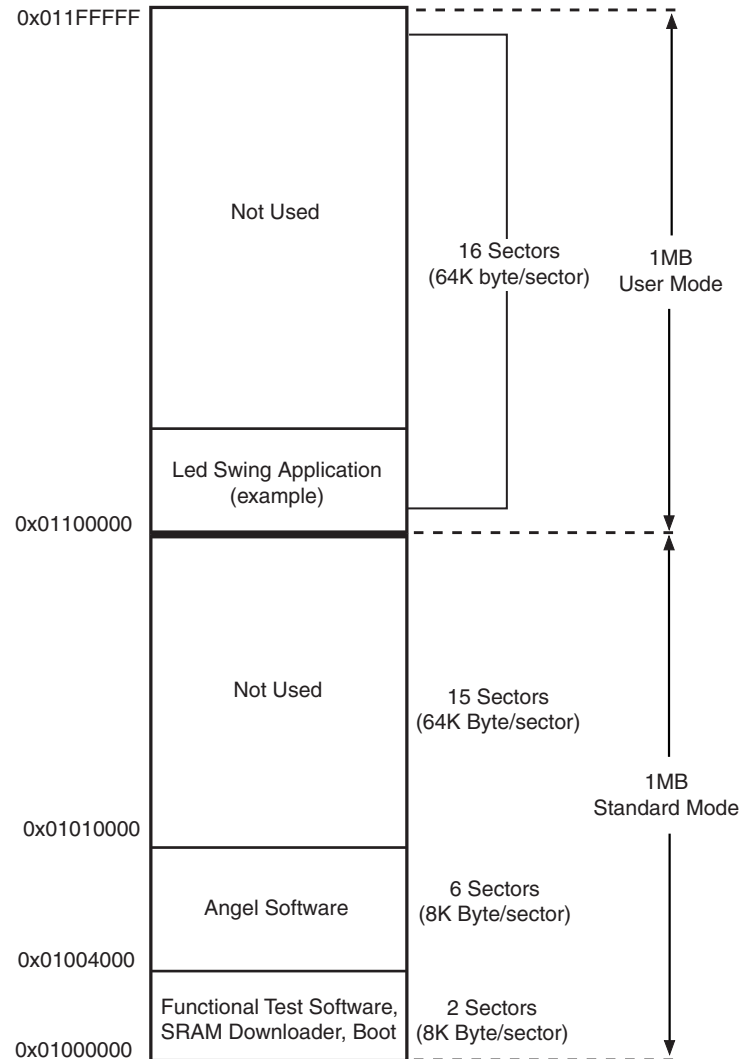 0x011FFFFF
Not Used
16 Sectors
(64K byte/sector)
1MB
User Mode
Led Swing Application
(example)
0x01100000
Not Used
15 Sectors
(64K Byte/sector)
1MB
Standard Mode
0x01010000
Angel Software
6 Sectors
(8K Byte/sector)
0x01004000
Functional Test Software,
SRAM Downloader, Boot
2 Sectors
(8K Byte/sector)
0x01000000